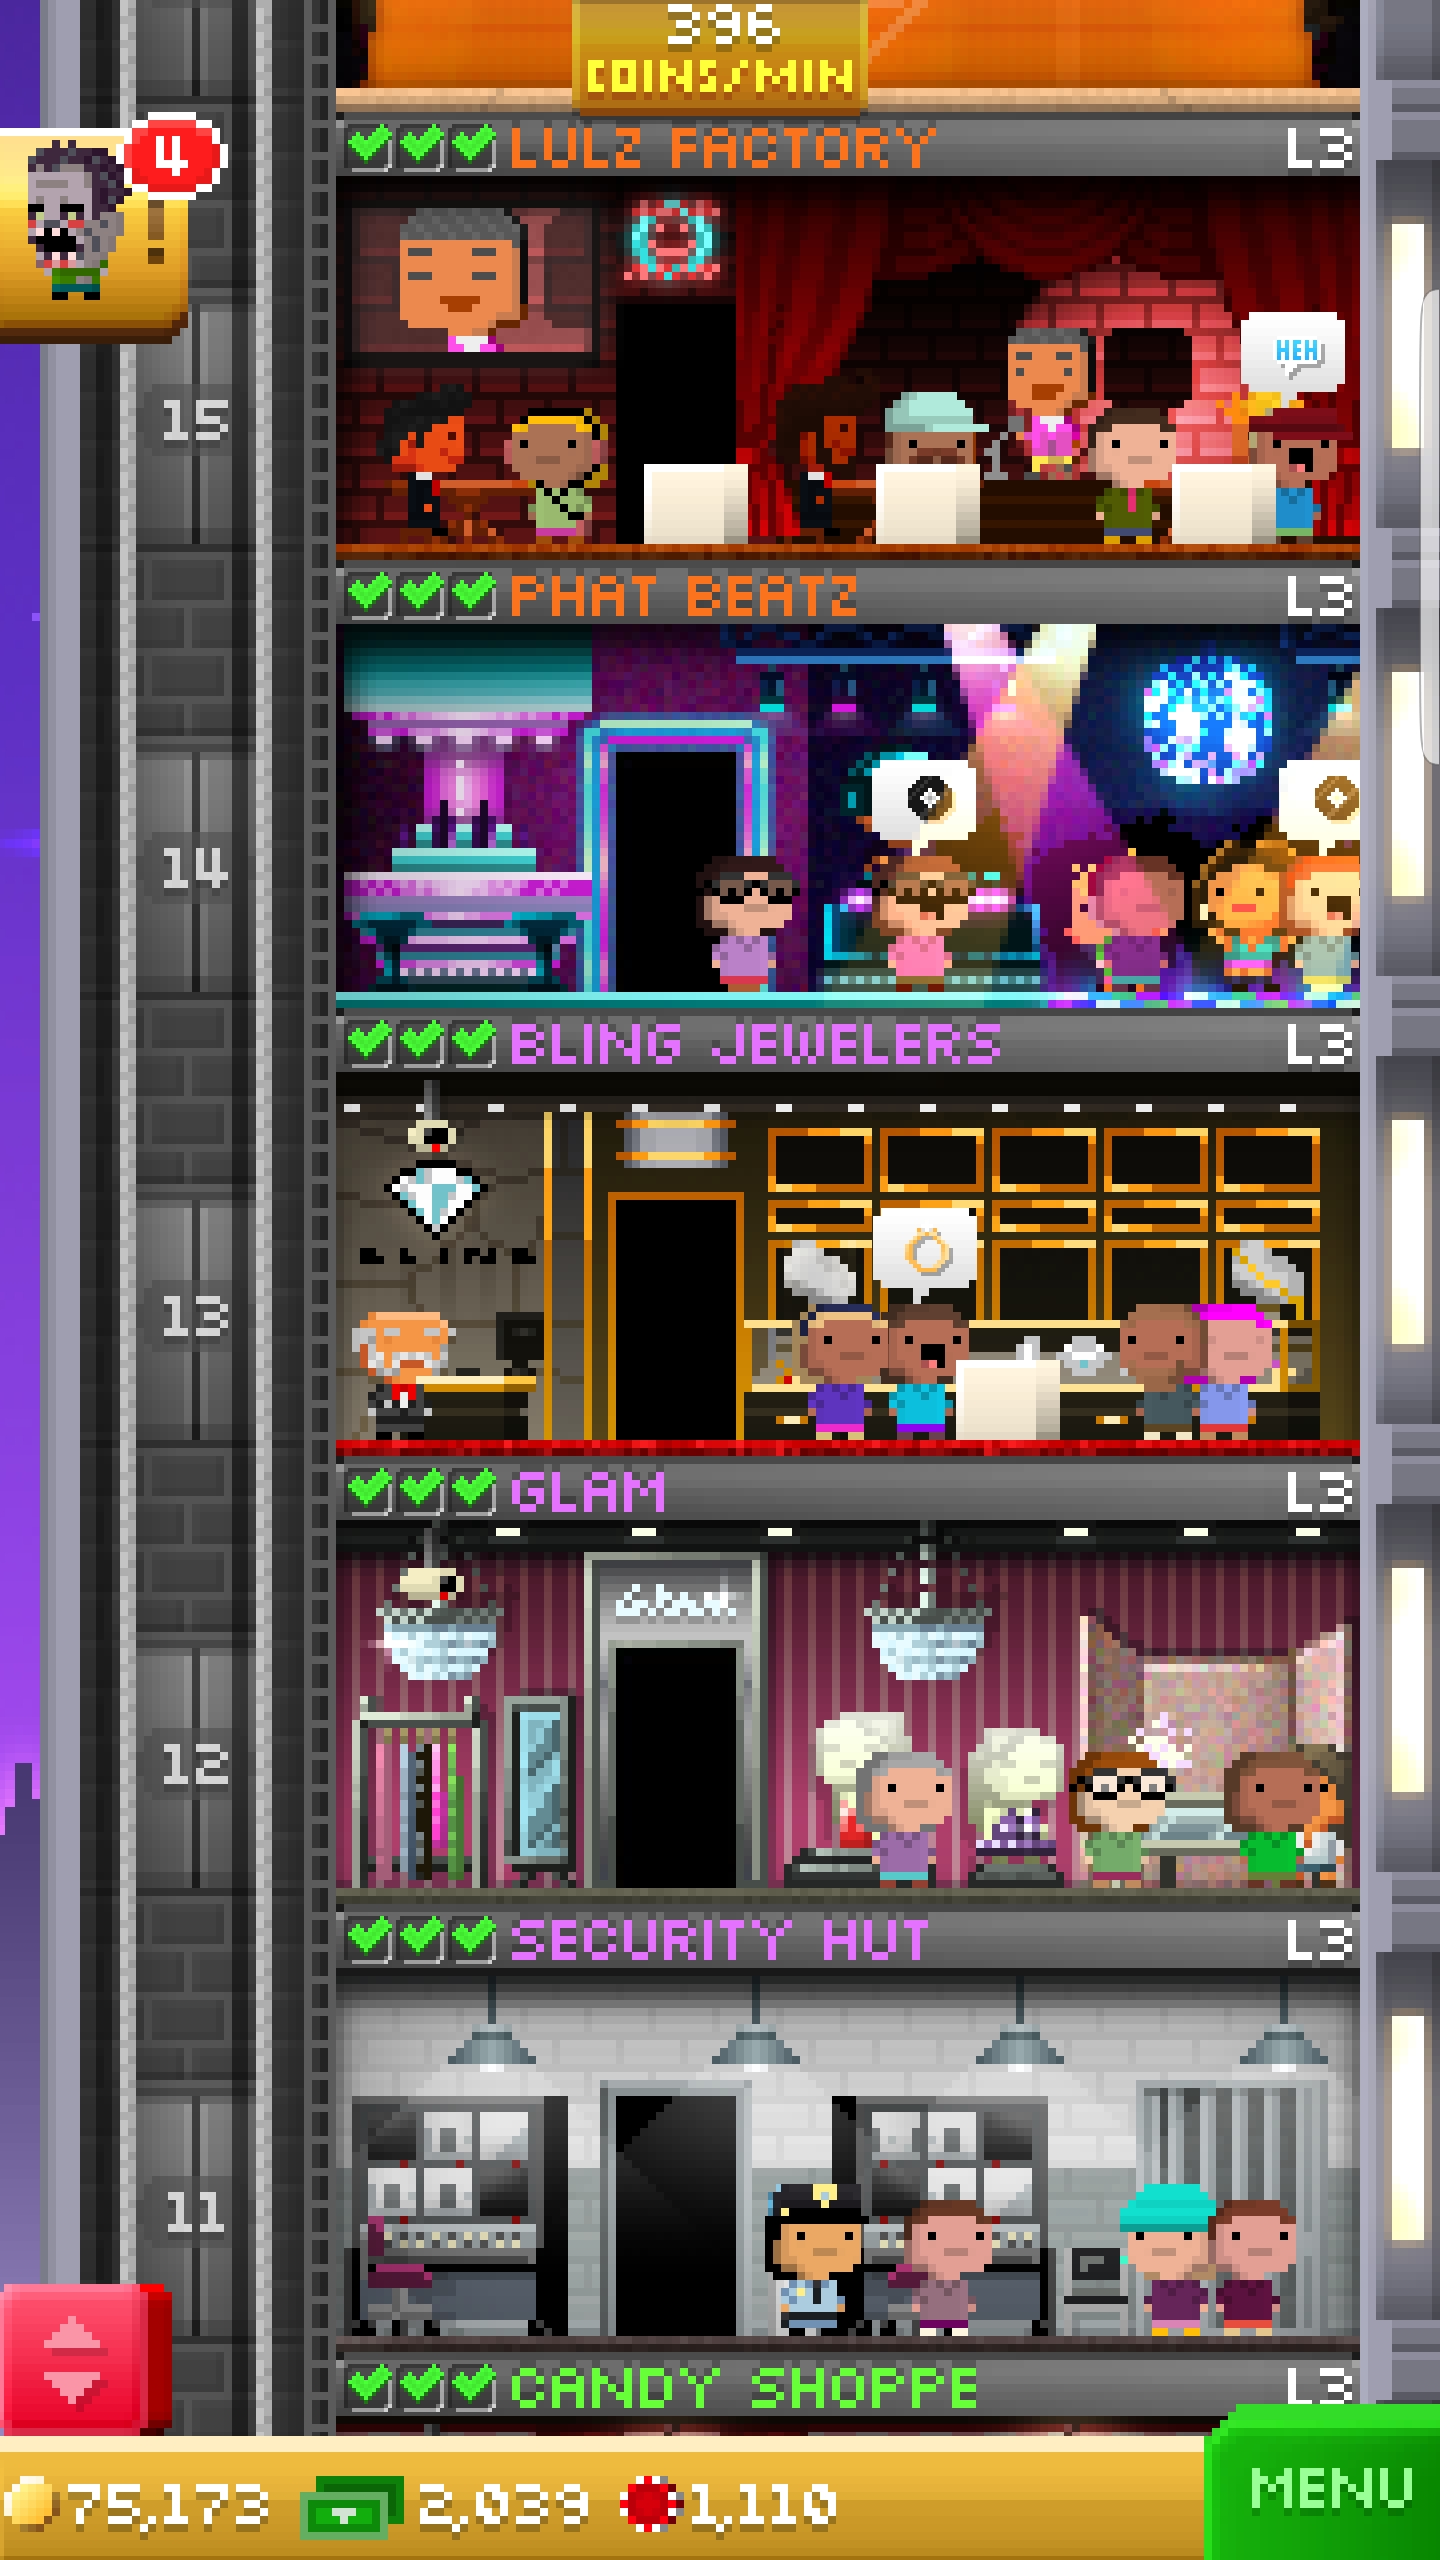 396
COINS/MIN
LULZ FACTORY L3
4
!
HEH
15
PHAT BEATZ L3
14
BLING JEWELERS L3
BLING
13
GLAM L3
Glam
12
SECURITY HUT L3
11
CANDY SHOPPE L3
75,173 2,039 1,110
MENU